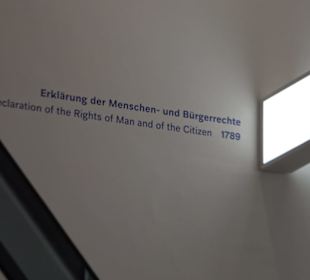 Erklärung der Menschen- und Bürgerrechte
eclaration of the Rights of Man and of the Citizen 1789